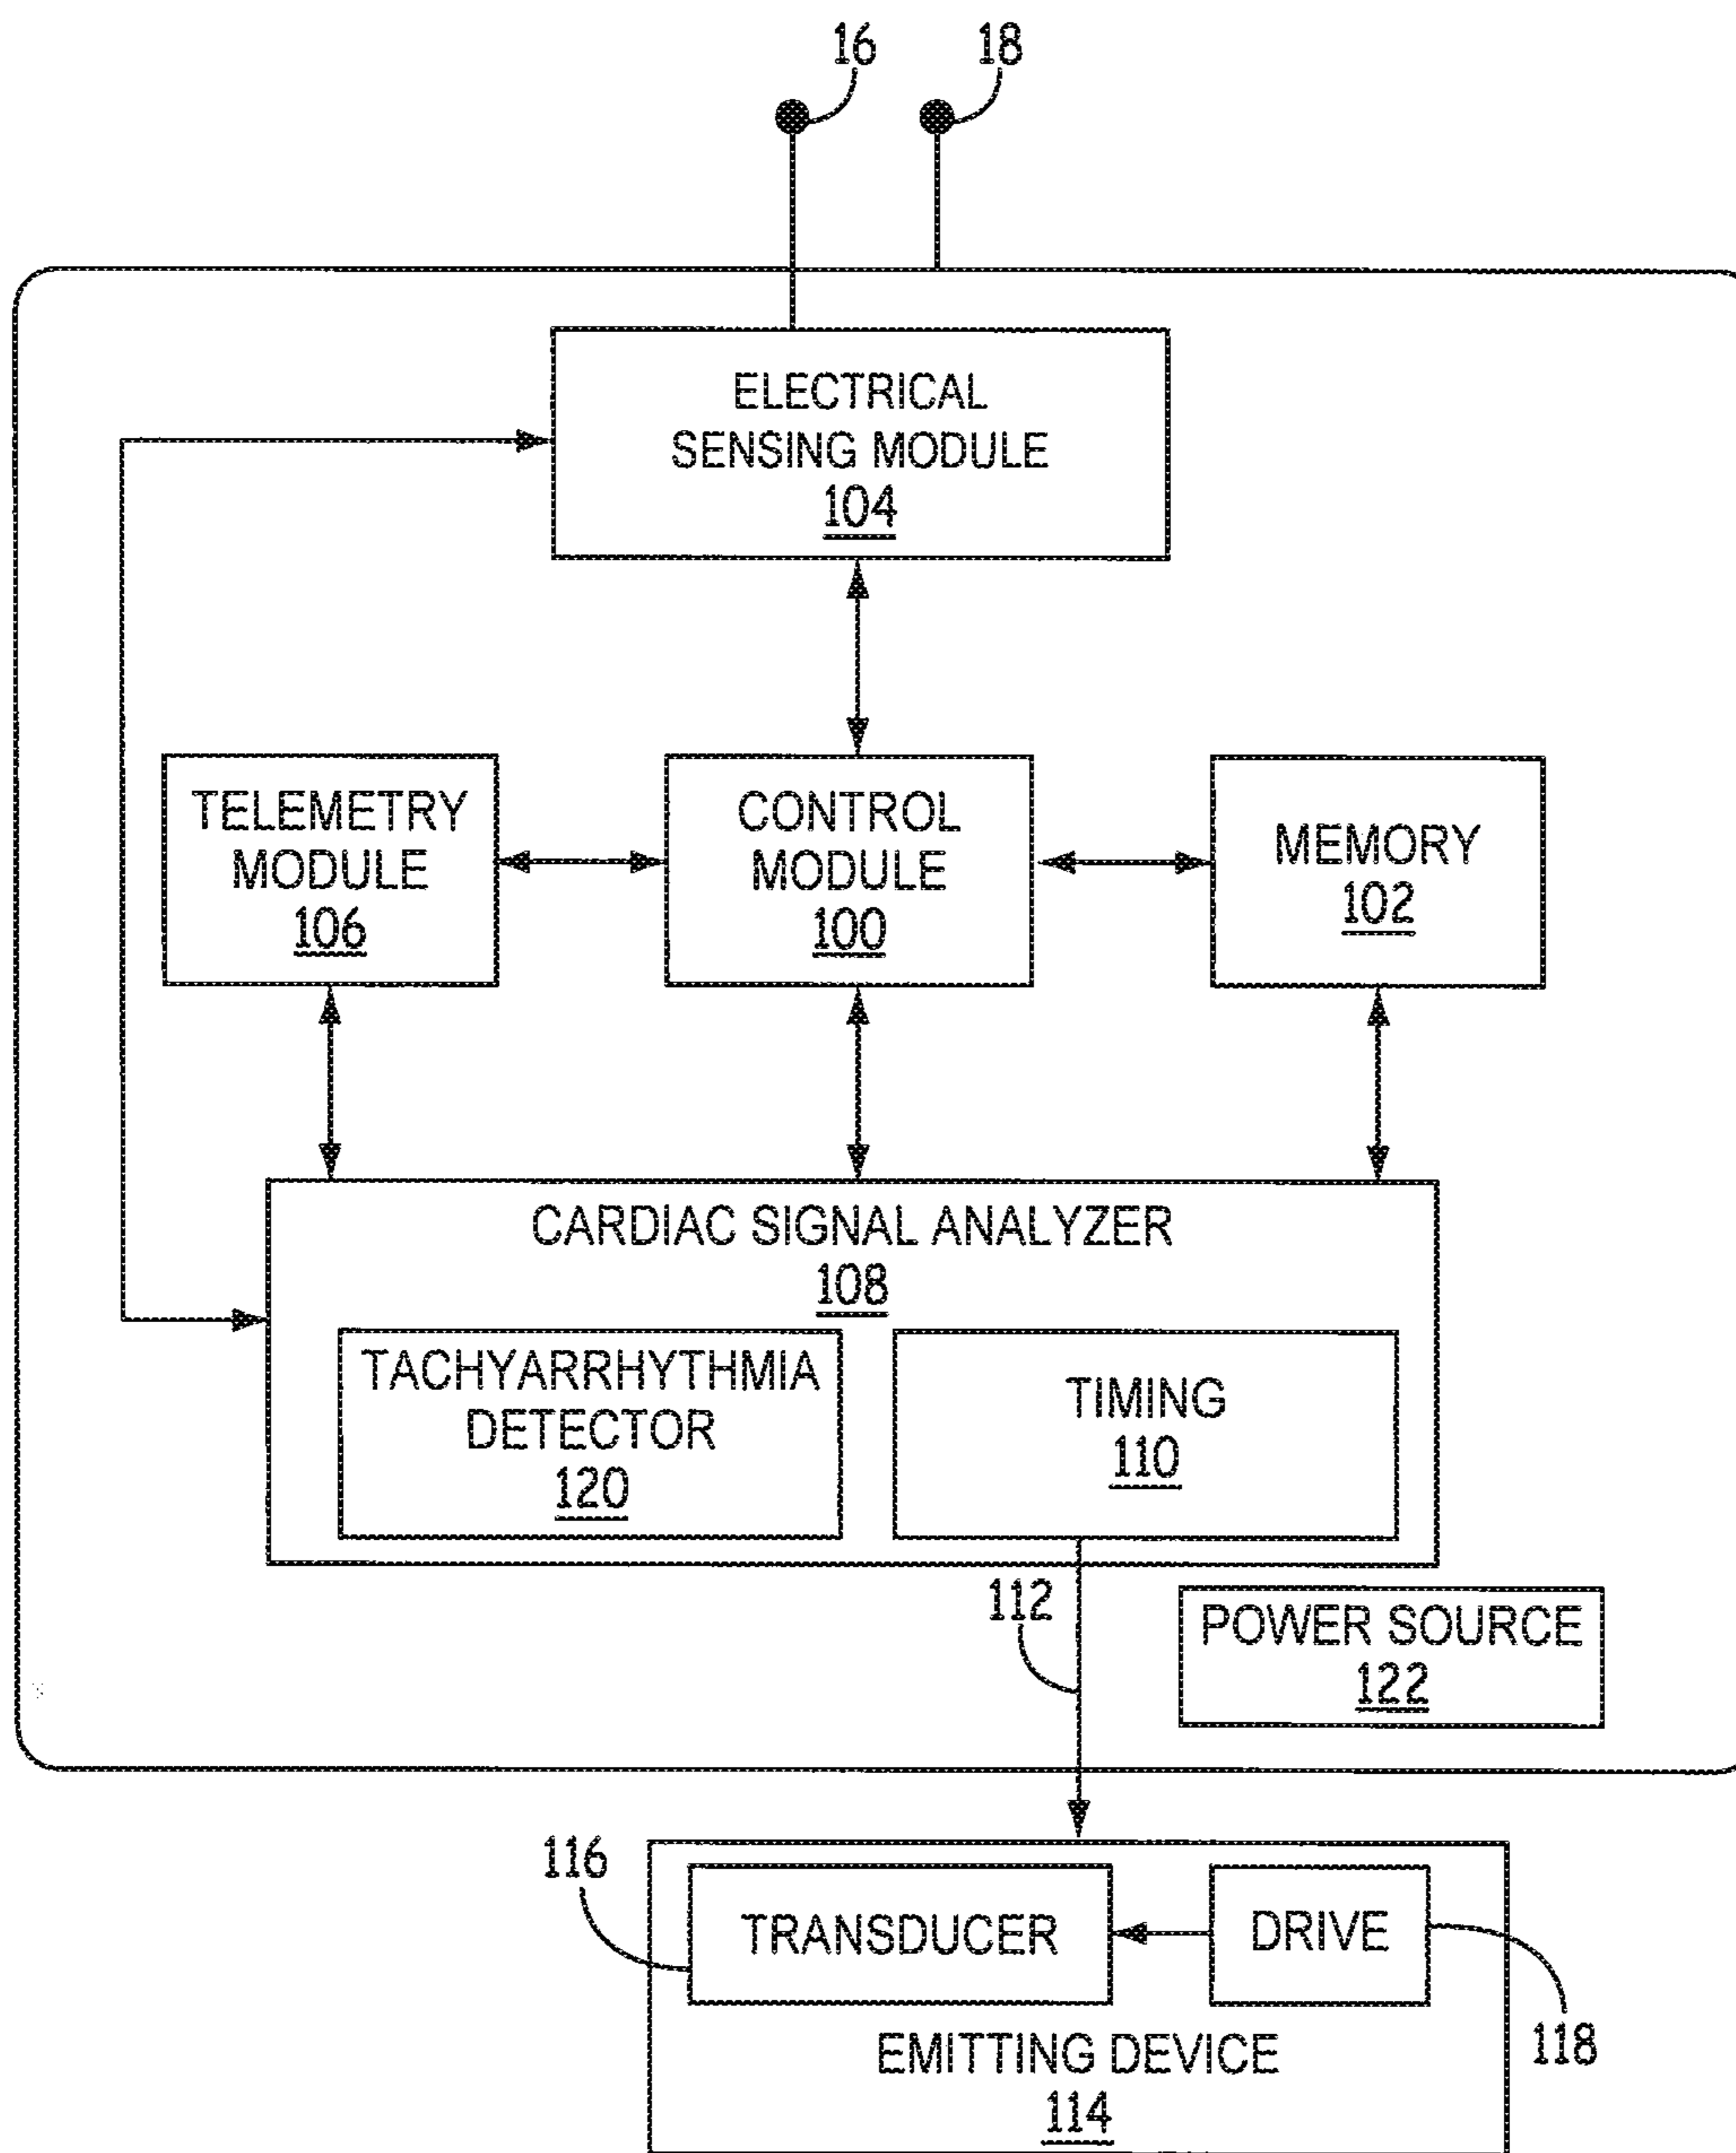 16
18
ELECTRICAL
SENSING MODULE
104
TELEMETRY
MODULE
106
CONTROL
MODULE
100
MEMORY
102
CARDIAC SIGNAL ANALYZER
108
TACHYARRHYTHMIA
DETECTOR
120
TIMING
110
112
POWER SOURCE
122
116
TRANSDUCER
DRIVE
118
EMITTING DEVICE
114